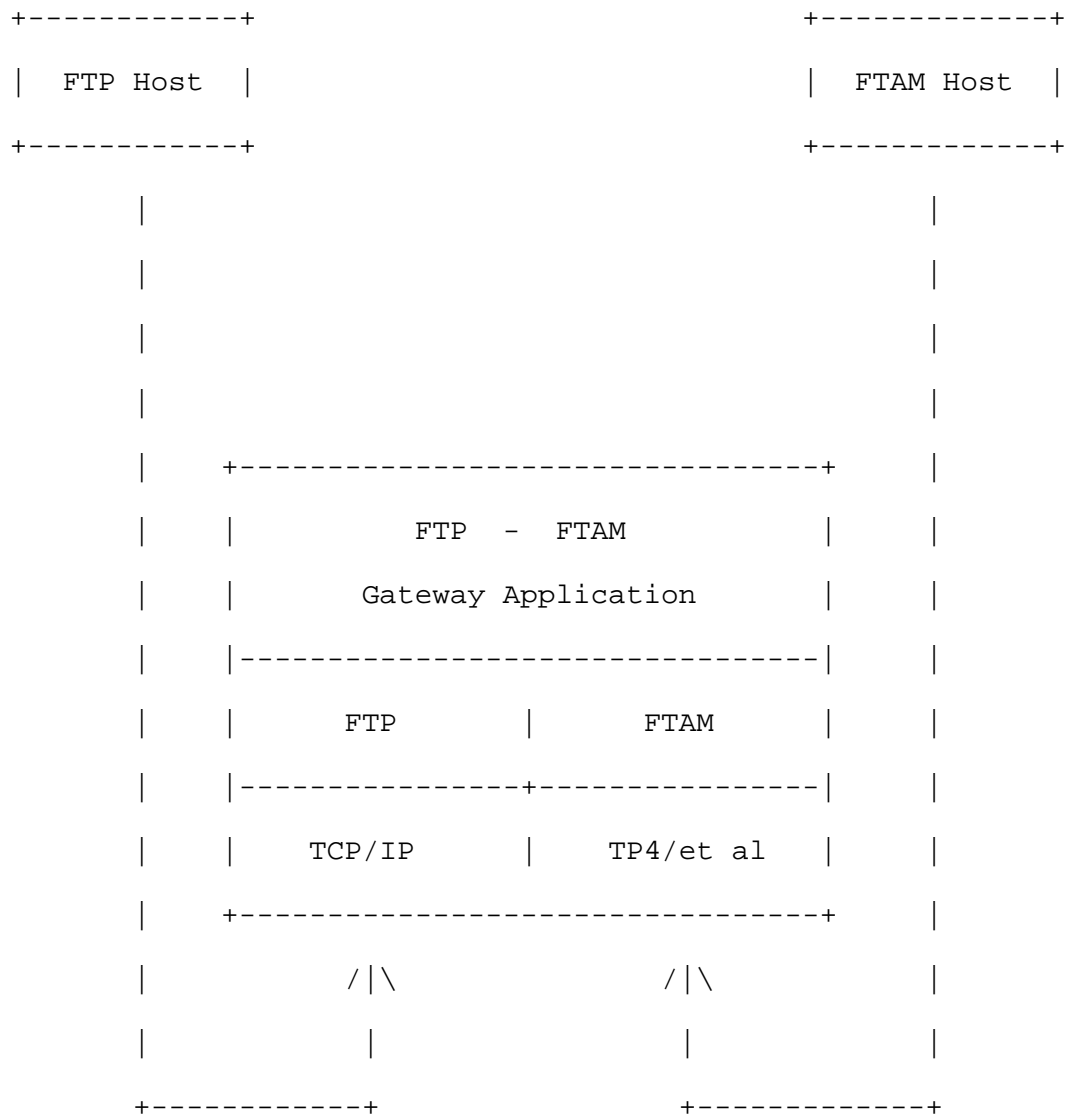 FTP Host FTAM Host
FTP - FTAM
Gateway Application
FTP FTAM
TCP/IP TP4/et al